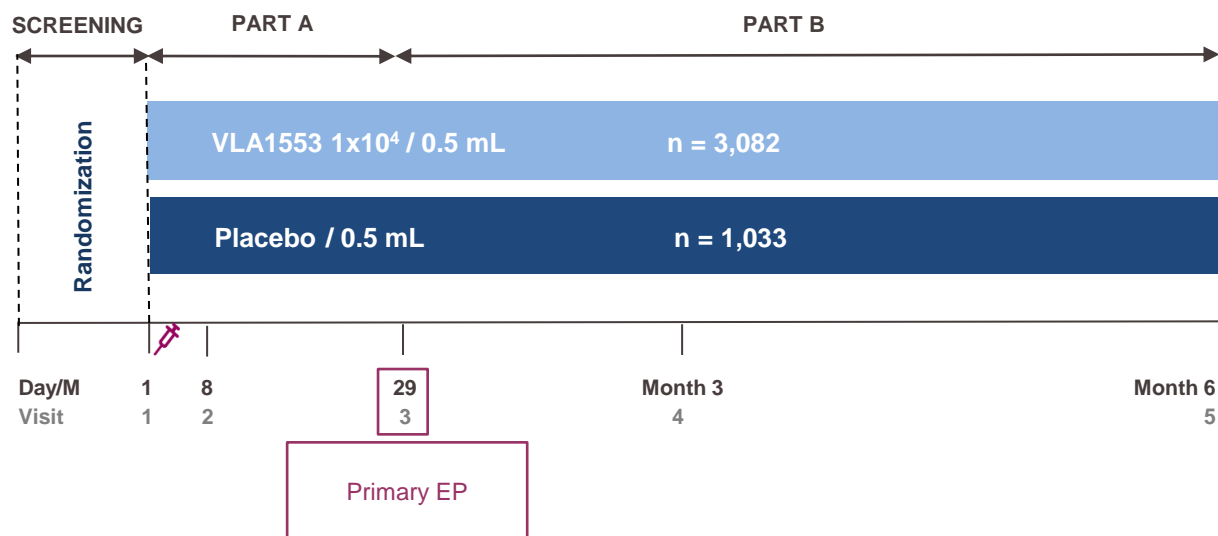 SCREENING PART A PART B
Randomization
VLA1553 1x10⁴ / 0.5 mL n = 3,082
Placebo / 0.5 mL n = 1,033
Day/M 1 8 29 Month 3 Month 6
Visit 1 2 3 4 5
Primary EP